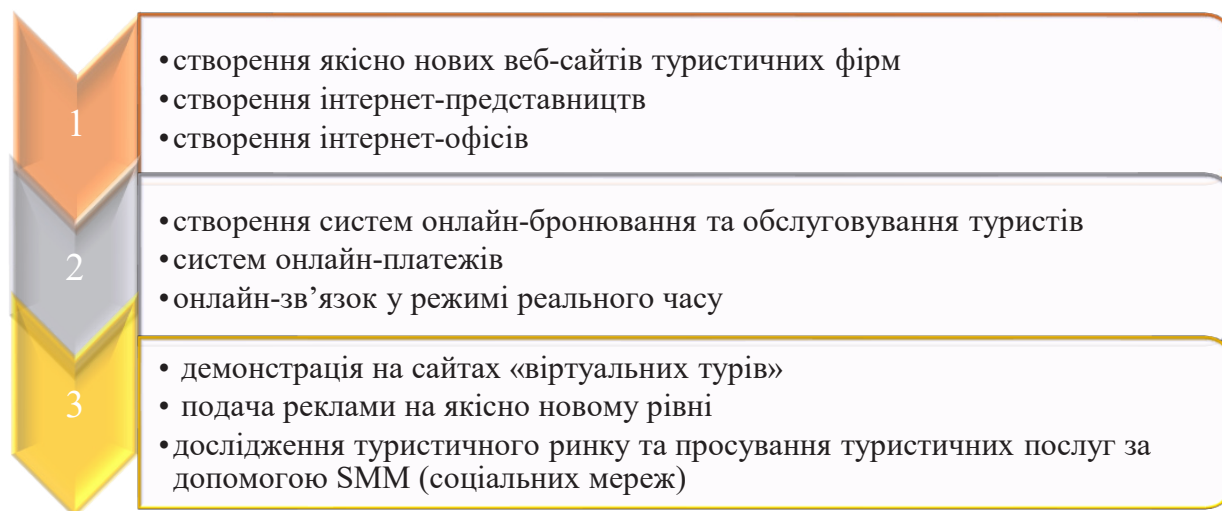 1
•створення якісно нових веб-сайтів туристичних фірм
•створення інтернет-представництв
•створення інтернет-офісів
2
•створення систем онлайн-бронювання та обслуговування туристів
•систем онлайн-платежів
•онлайн-зв’язок у режимі реального часу
3
• демонстрація на сайтах «віртуальних турів»
• подача реклами на якісно новому рівні
•дослідження туристичного ринку та просування туристичних послуг за
допомогою SMM (соціальних мереж)